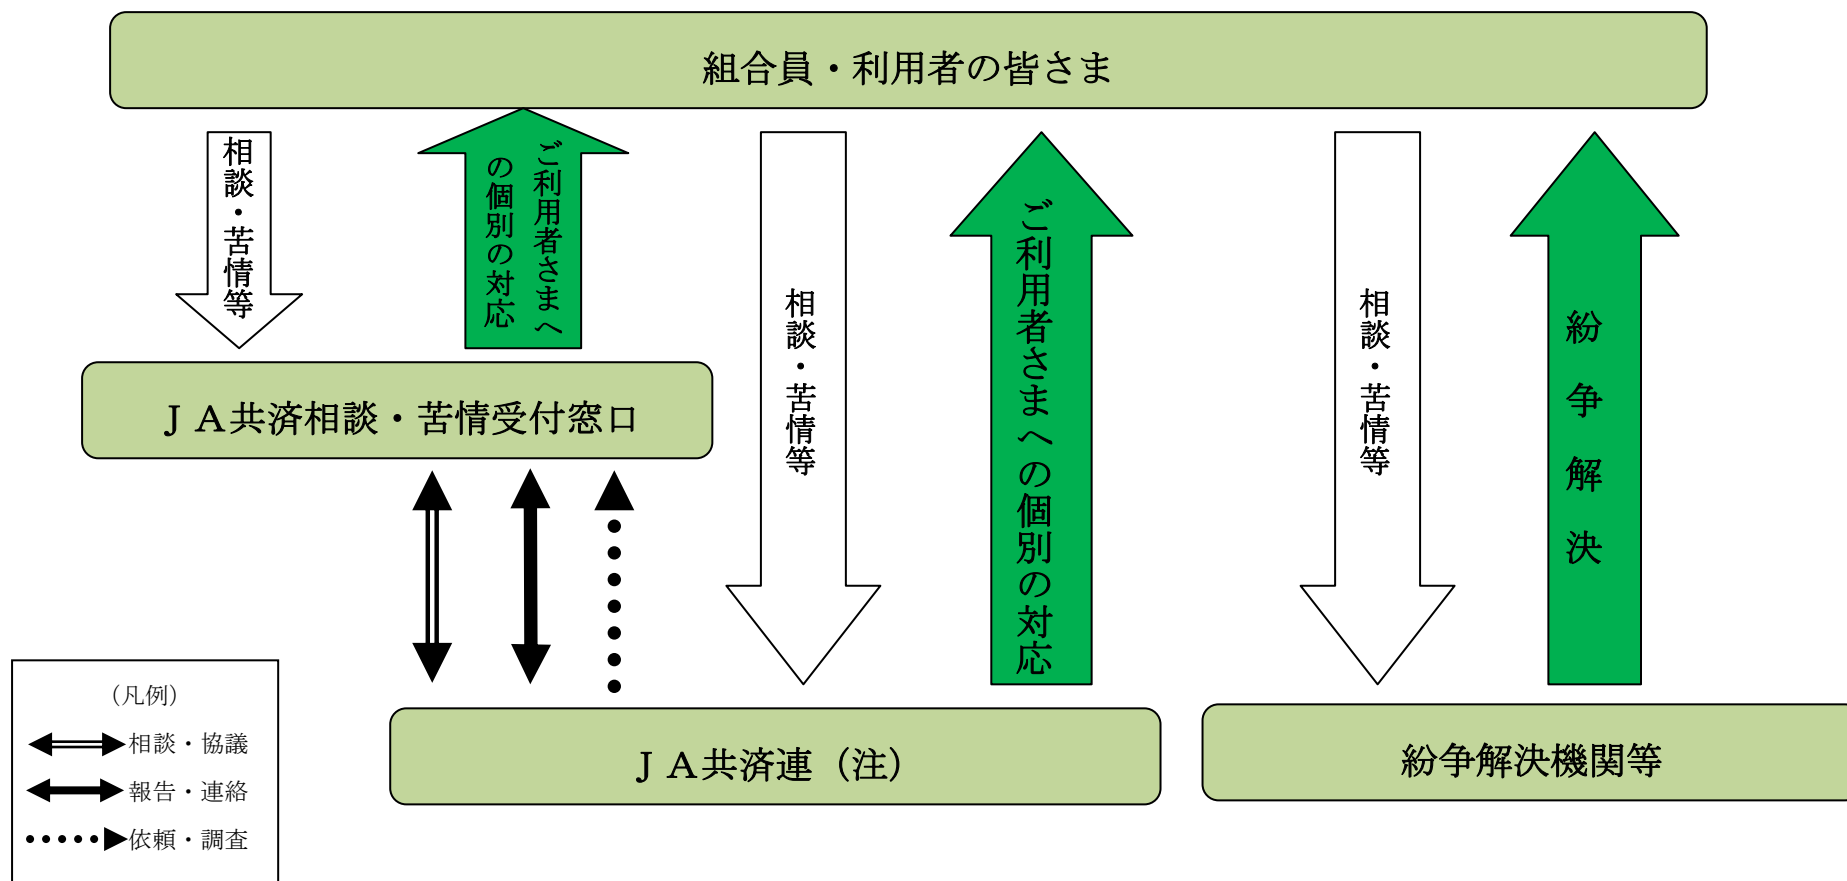 組合員・利用者の皆さま
相談・苦情等
ご利用者さまへ
の個別の対応
相談・苦情等
ご利用者さまへの個別の対応
相談・苦情等
紛争解決
ＪＡ共済相談・苦情受付窓口
ＪＡ共済連（注）
紛争解決機関等
（凡例）
相談・協議
報告・連絡
依頼・調査